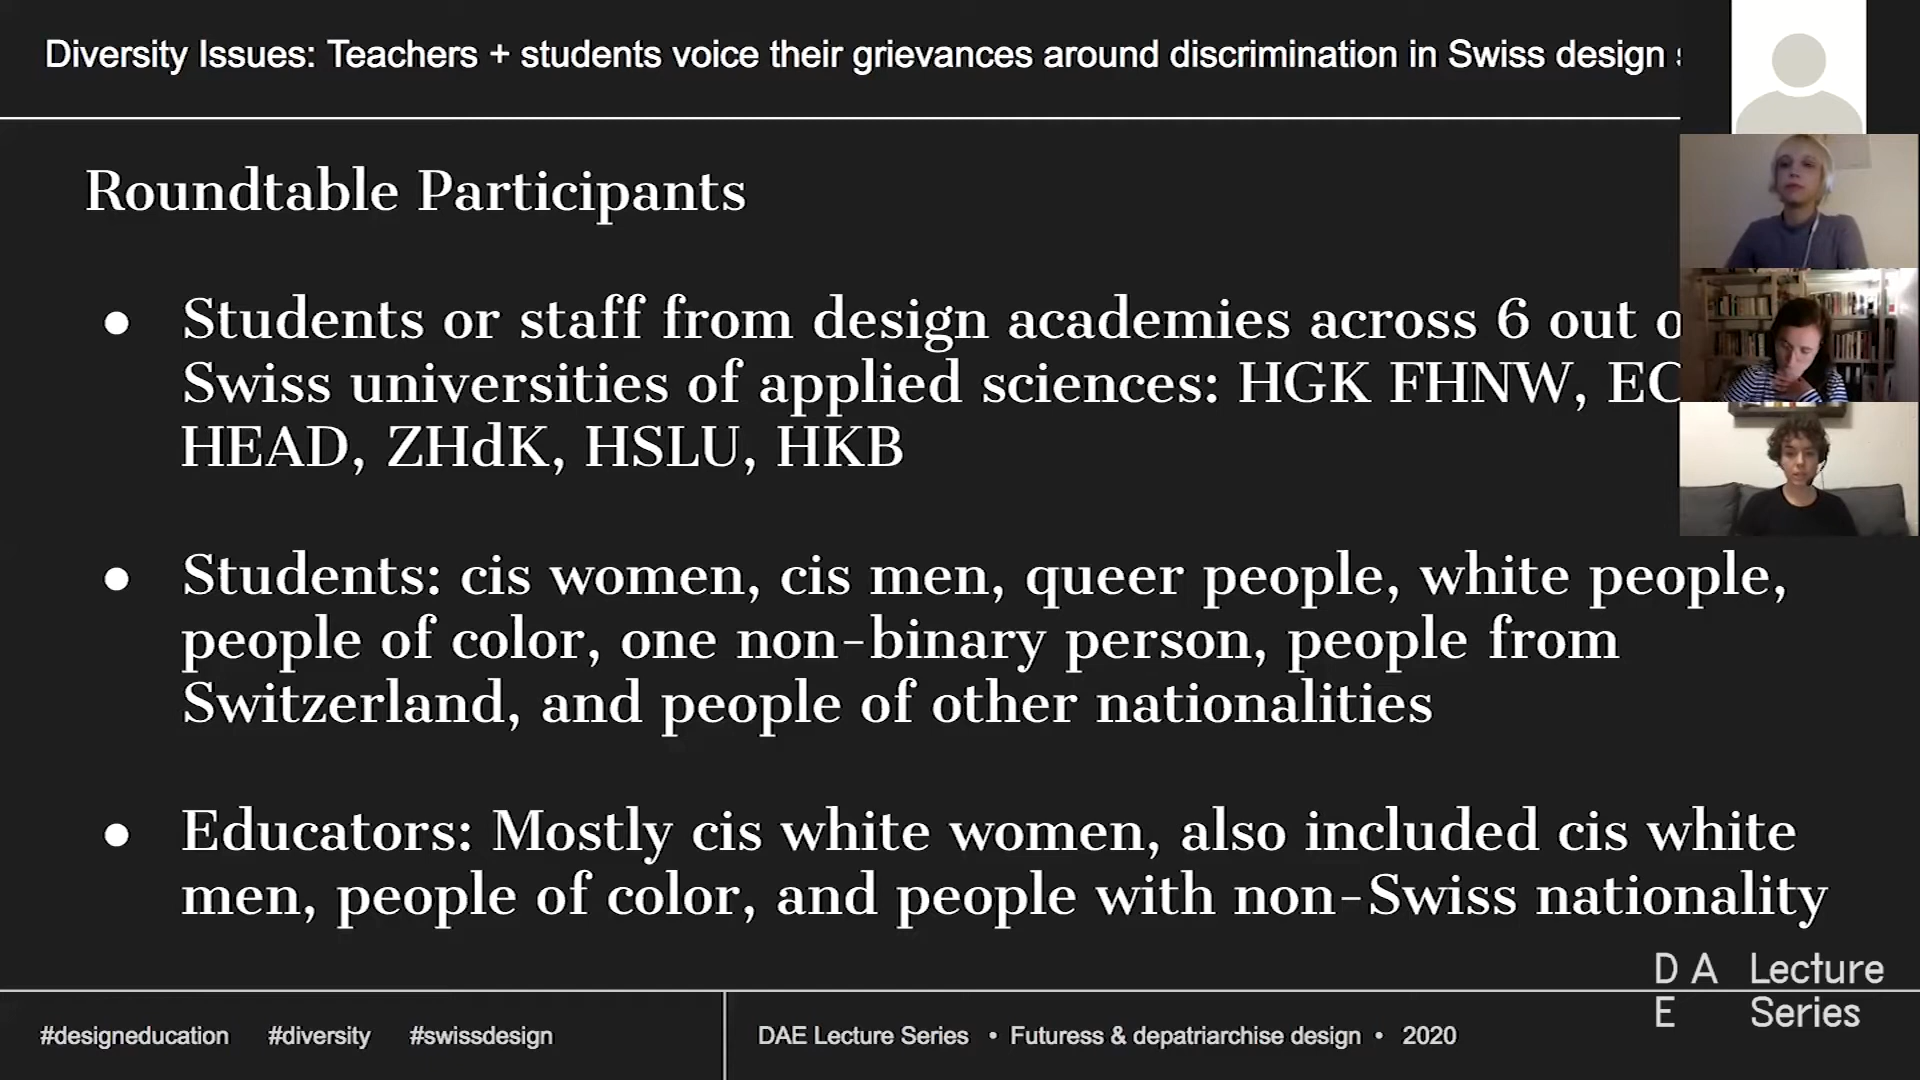 Diversity Issues: Teachers + students voice their grievances around discrimination in Swiss design
Roundtable Participants
● Students or staff from design academies across 6 out
Swiss universities of applied sciences: HGK FHNW,
HEAD, ZHdK, HSLU, HKB
● Students: cis women, cis men, queer people, white people,
people of color, one non-binary person, people from
Switzerland, and people of other nationalities
● Educators: Mostly cis white women, also included cis white
men, people of color, and people with non-Swiss nationality
DAE Lecture Series
#designeducation #diversity #swissdesign
DAE Lecture Series • Futuress & depatriarchise design • 2020